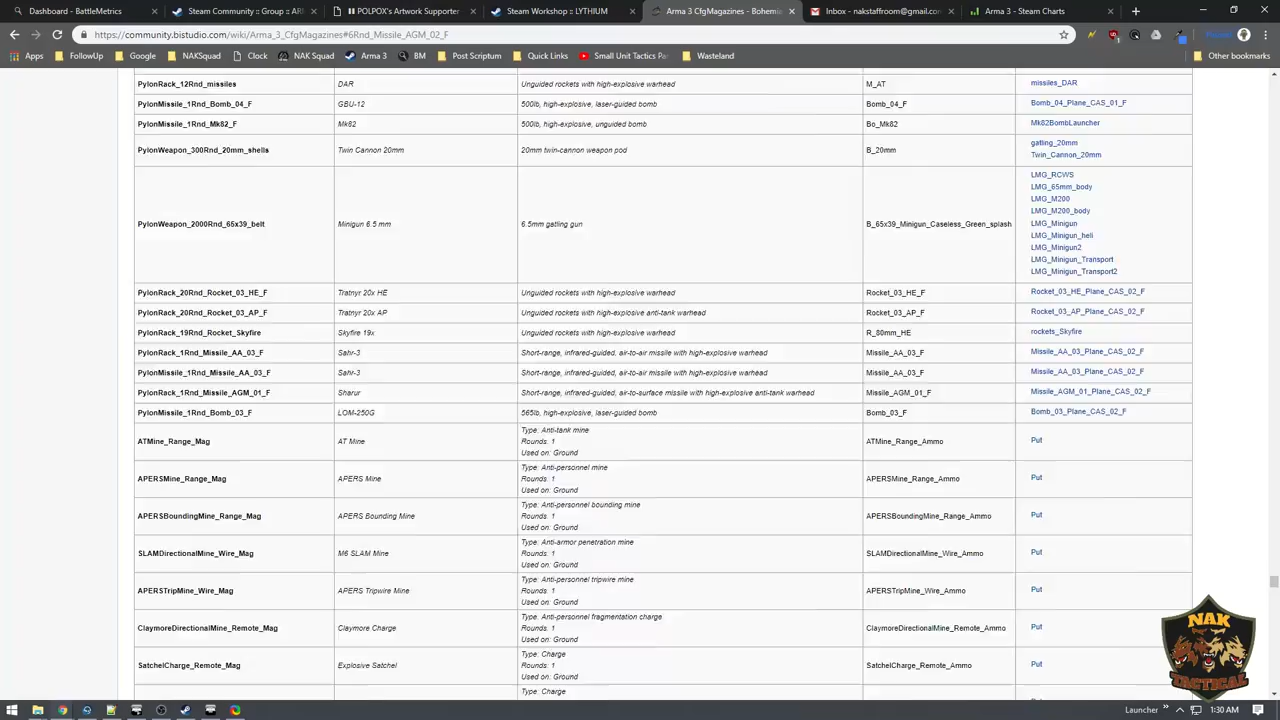 Dashboard - Battlemetrics
Steam Community :: Group :: AR
POLPOX's Artwork Supporter
Steam Workshop :: LYTHIUM
Arma 3 CfgMagazines - Bohemi
Inbox - nakstaffroom@gmail.co
Arma 3 - Steam Charts
https://community.bistudio.com/wiki/Arma_3_CfgMagazines#6Rnd_Missile_AGM_02_F
Paused
Apps FollowUp Google NAKSquad Clock NAK Squad Arma 3 BM Post Scriptum Quick Links Small Unit Tactics Pa Wasteland Other bookmarks
PylonRack_12Rnd_missiles DAR Unguided rockets with high-explosive warhead M_AT missiles_DAR
PylonMissile_1Rnd_Bomb_04_F GBU-12 500lb, high-explosive, laser-guided bomb Bomb_04_F Bomb_04_Plane_CAS_01_F
PylonMissile_1Rnd_Mk82_F Mk82 500lb, high-explosive, unguided bomb Bo_Mk82 Mk82BombLauncher
PylonWeapon_300Rnd_20mm_shells Twin Cannon 20mm 20mm twin-cannon weapon pod B_20mm gatling_20mm
Twin_Cannon_20mm
PylonWeapon_2000Rnd_65x39_belt Minigun 6.5 mm 6.5mm gatling gun B_65x39_Minigun_Caseless_Green_splash LMG_RCWS
LMG_65mm_body
LMG_M200
LMG_M200_body
LMG_Minigun
LMG_Minigun_heli
LMG_Minigun2
LMG_Minigun_Transport
LMG_Minigun_Transport2
PylonRack_20Rnd_Rocket_03_HE_F Tratnyr 20x HE Unguided rockets with high-explosive warhead Rocket_03_HE_F Rocket_03_HE_Plane_CAS_02_F
PylonRack_20Rnd_Rocket_03_AP_F Tratnyr 20x AP Unguided rockets with high-explosive anti-tank warhead Rocket_03_AP_F Rocket_03_AP_Plane_CAS_02_F
PylonRack_19Rnd_Rocket_Skyfire Skyfire 19x Unguided rockets with high-explosive warhead R_80mm_HE rockets_Skyfire
PylonRack_1Rnd_Missile_AA_03_F Sahr-3 Short-range, infrared-guided, air-to-air missile with high-explosive warhead Missile_AA_03_F Missile_AA_03_Plane_CAS_02_F
PylonMissile_1Rnd_Missile_AA_03_F Sahr-3 Short-range, infrared-guided, air-to-air missile with high-explosive warhead Missile_AA_03_F Missile_AA_03_Plane_CAS_02_F
PylonRack_1Rnd_Missile_AGM_01_F Sharur Short-range, infrared-guided, air-to-surface missile with high-explosive anti-tank warhead Missile_AGM_01_F Missile_AGM_01_Plane_CAS_02_F
PylonMissile_1Rnd_Bomb_03_F LOM-250G 565lb, high-explosive, laser-guided bomb Bomb_03_F Bomb_03_Plane_CAS_02_F
ATMine_Range_Mag AT Mine Type: Anti-tank mine ATMine_Range_Ammo Put
Rounds: 1
Used on: Ground
APERSMine_Range_Mag APERS Mine Type: Anti-personnel mine APERSMine_Range_Ammo Put
Rounds: 1
Used on: Ground
APERSBoundingMine_Range_Mag APERS Bounding Mine Type: Anti-personnel bounding mine APERSBoundingMine_Range_Ammo Put
Rounds: 1
Used on: Ground
SLAMDirectionalMine_Wire_Mag M6 SLAM Mine Type: Anti-armor penetration mine SLAMDirectionalMine_Wire_Ammo Put
Rounds: 1
Used on: Ground
APERSTripMine_Wire_Mag APERS Tripwire Mine Type: Anti-personnel tripwire mine APERSTripMine_Wire_Ammo Put
Rounds: 1
Used on: Ground
ClaymoreDirectionalMine_Remote_Mag Claymore Charge Type: Anti-personnel fragmentation charge ClaymoreDirectionalMine_Remote_Ammo Put
Rounds: 1
Used on: Ground
SatchelCharge_Remote_Mag Explosive Satchel Type: Charge SatchelCharge_Remote_Ammo Put
Rounds: 1
Used on: Ground
Type: Charge
NAK
TACTICAL
Launcher
1:30 AM